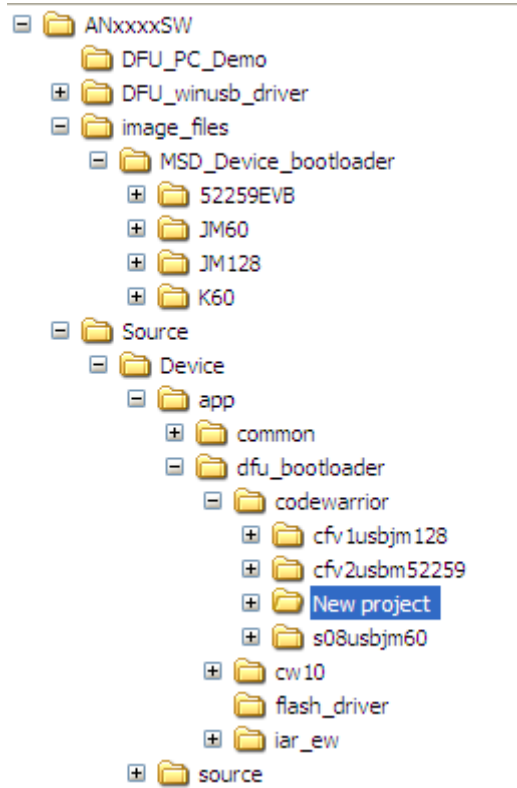 ANxxxxSW
DFU_PC_Demo
DFU_winusb_driver
image_files
MSD_Device_bootloader
52259EVB
JM60
JM128
K60
Source
Device
app
common
dfu_bootloader
codewarrior
cfv1usbjm128
cfv2usbm52259
New project
s08usbjm60
cw10
flash_driver
iar_ew
source